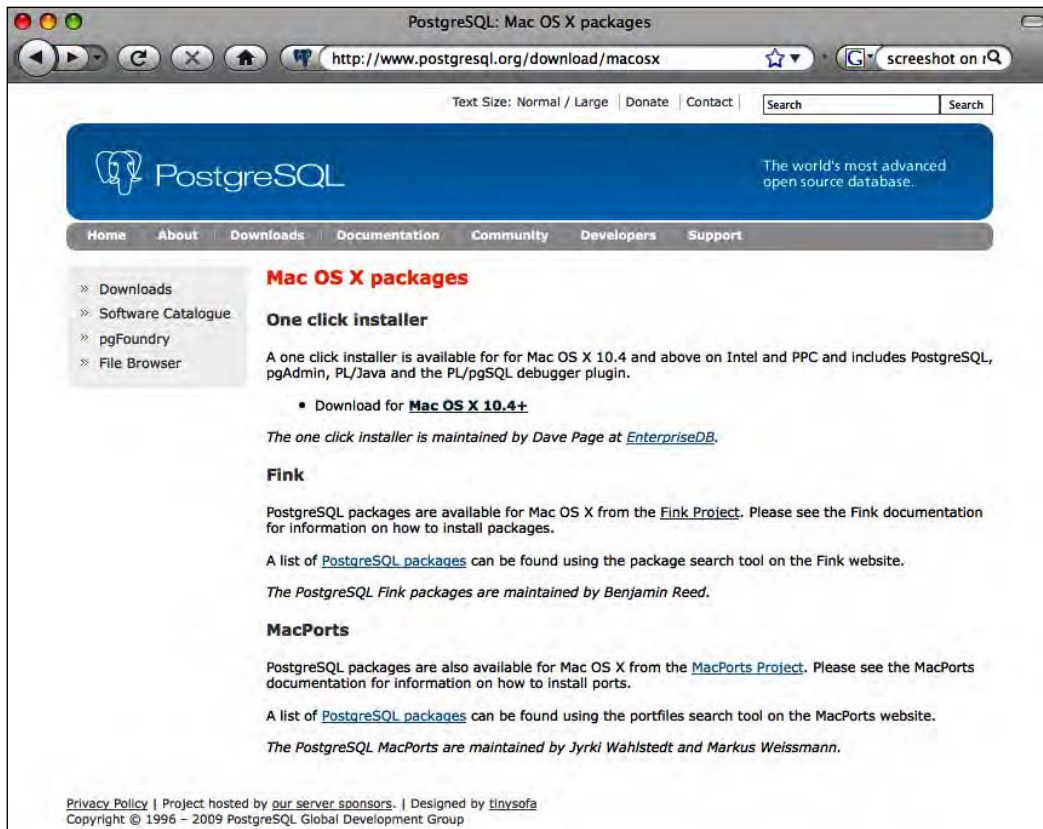 PostgreSQL: Mac OS X packages
http://www.postgresql.org/download/macosx
G
screeshot on r
Text Size: Normal / Large | Donate | Contact |
Search
Search
PostgreSQL
The world's most advanced
open source database.
Home About Downloads Documentation Community Developers Support
» Downloads
» Software Catalogue
» pgFoundry
» File Browser
Mac OS X packages
One click installer
A one click installer is available for for Mac OS X 10.4 and above on Intel and PPC and includes PostgreSQL,
pgAdmin, PL/Java and the PL/pgSQL debugger plugin.
• Download for Mac OS X 10.4+
The one click installer is maintained by Dave Page at EnterpriseDB.
Fink
PostgreSQL packages are available for Mac OS X from the Fink Project. Please see the Fink documentation
for information on how to install packages.
A list of PostgreSQL packages can be found using the package search tool on the Fink website.
The PostgreSQL Fink packages are maintained by Benjamin Reed.
MacPorts
PostgreSQL packages are also available for Mac OS X from the MacPorts Project. Please see the MacPorts
documentation for information on how to install ports.
A list of PostgreSQL packages can be found using the portfiles search tool on the MacPorts website.
The PostgreSQL MacPorts are maintained by Jyrki Wahlstedt and Markus Weissmann.
Privacy Policy | Project hosted by our server sponsors. | Designed by tinysofa
Copyright © 1996 – 2009 PostgreSQL Global Development Group